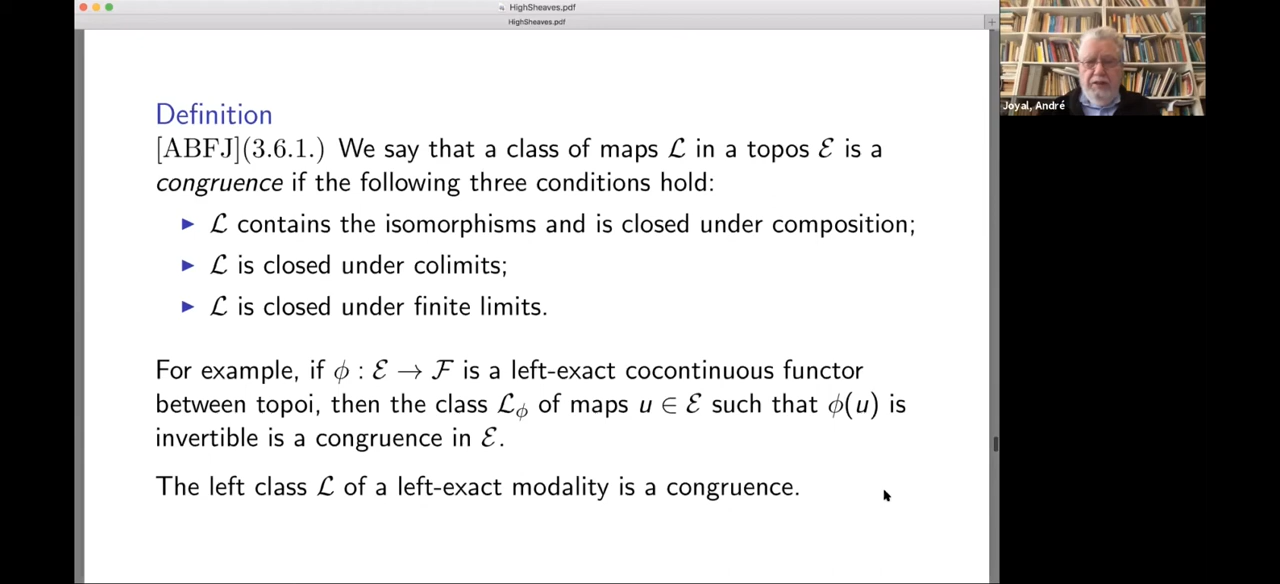 HighSheaves.pdf
HighSheaves.pdf
+
Joyal, André
Definition
[ABFJ](3.6.1.) We say that a class of maps ℒ in a topos ℰ is a
congruence if the following three conditions hold:
▶ ℒ contains the isomorphisms and is closed under composition;
▶ ℒ is closed under colimits;
▶ ℒ is closed under finite limits.
For example, if ϕ : ℰ → ℱ is a left-exact cocontinuous functor
between topoi, then the class ℒ_ϕ of maps u ∈ ℰ such that ϕ(u) is
invertible is a congruence in ℰ.
The left class ℒ of a left-exact modality is a congruence.